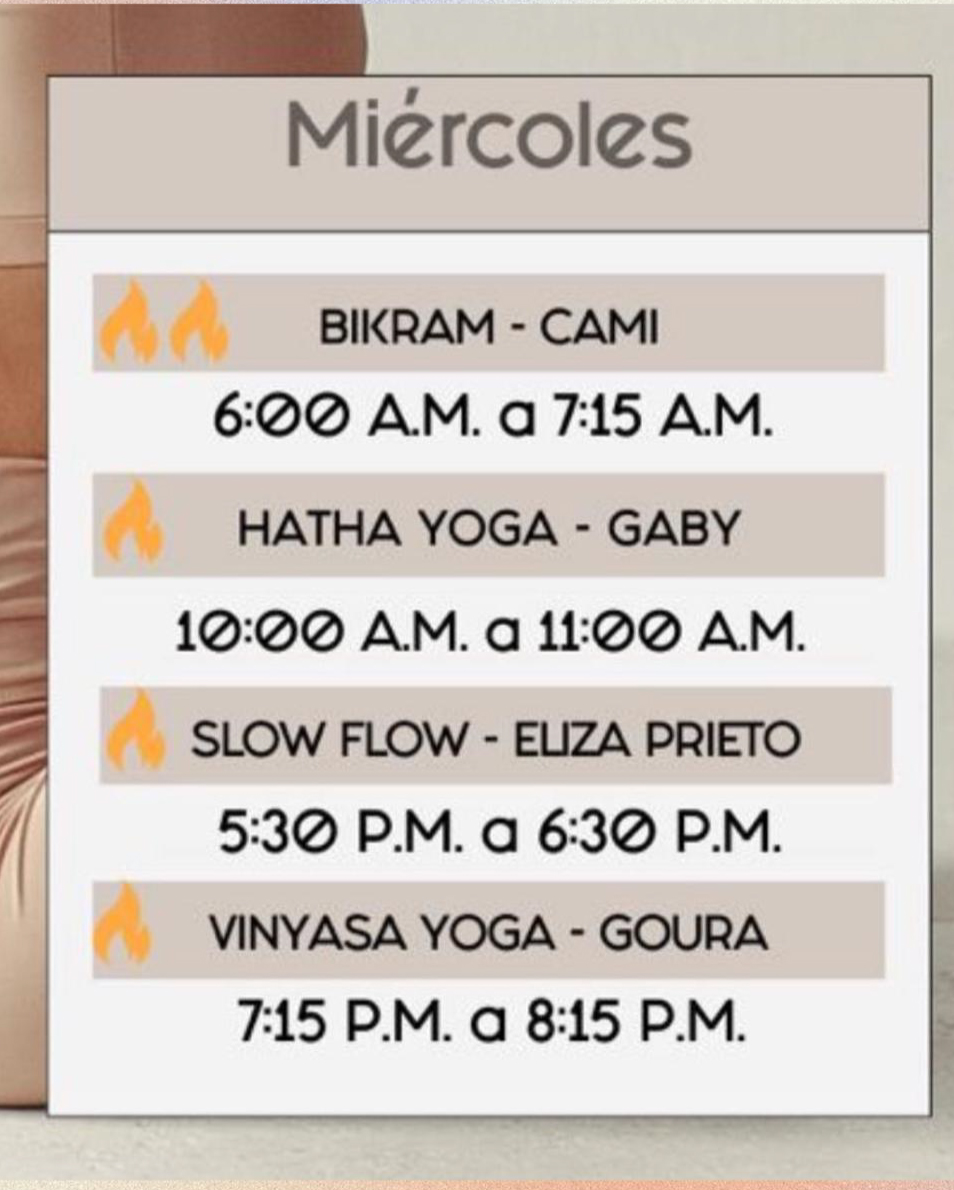 Miércoles
BIKRAM - CAMI
6:00 A.M. a 7:15 A.M.
HATHA YOGA - GABY
10:00 A.M. a 11:00 A.M.
SLOW FLOW - ELIZA PRIETO
5:30 P.M. a 6:30 P.M.
VINYASA YOGA - GOURA
7:15 P.M. a 8:15 P.M.